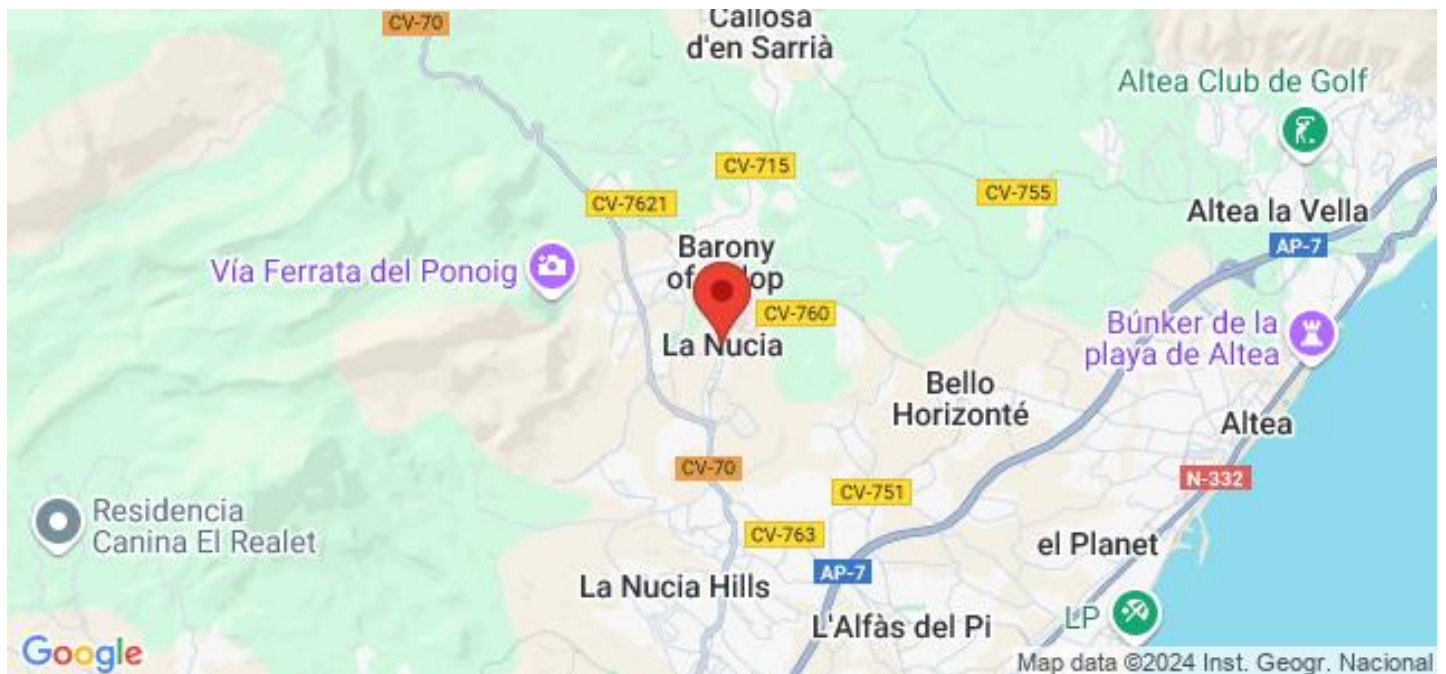 CV-70
Callosa
d'en Sarrià
Altea Club de Golf
CV-715
CV-755
CV-7621
Altea la Vella
AP-7
Barony
of
Vía Ferrata del Ponoig
CV-760
La Nucia
Búnker de la
playa de Altea
Bello
Horizonté
Altea
CV-70
N-332
CV-751
Residencia
Canina El Realet
CV-763
el Planet
AP-7
La Nucia Hills
L'Alfàs del Pi
LP
Google
Map data ©2024 Inst. Geogr. Nacional